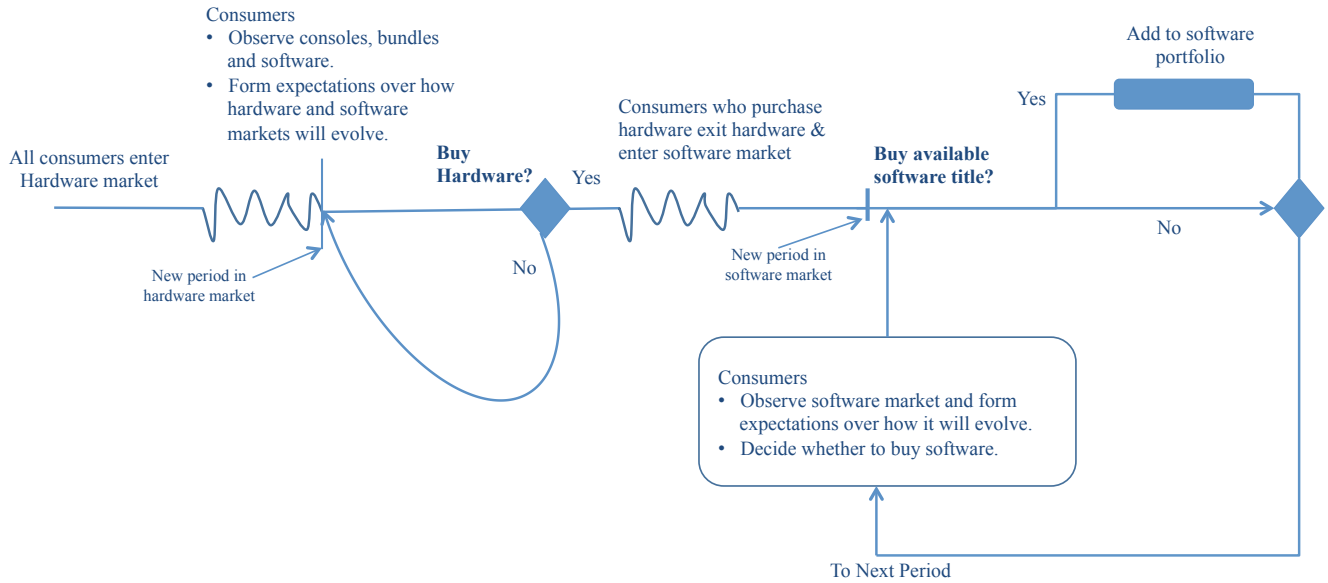 Consumers
• Observe consoles, bundles
and software.
• Form expectations over how
hardware and software
markets will evolve.
All consumers enter
Hardware market
New period in
hardware market
Buy
Hardware?
Yes
No
Consumers who purchase
hardware exit hardware &
enter software market
Buy available
software title?
New period in
software market
Yes
Add to software
portfolio
No
Consumers
• Observe software market and form
expectations over how it will evolve.
• Decide whether to buy software.
To Next Period